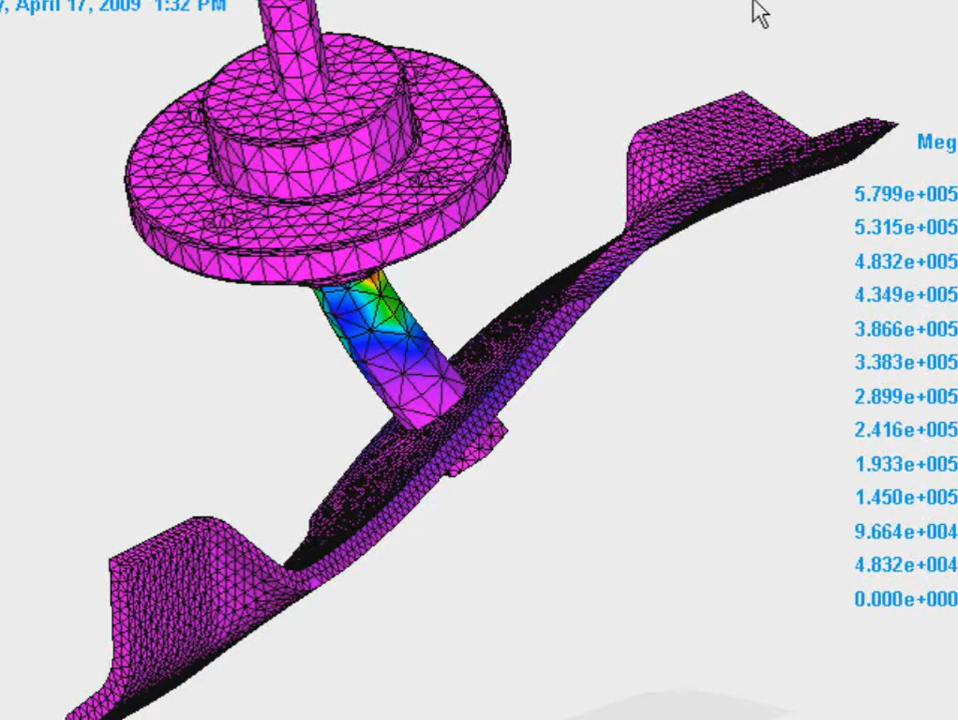 April 17, 2009 1:32 PM
Meg
5.799e+005
5.315e+005
4.832e+005
4.349e+005
3.866e+005
3.383e+005
2.899e+005
2.416e+005
1.933e+005
1.450e+005
9.664e+004
4.832e+004
0.000e+000